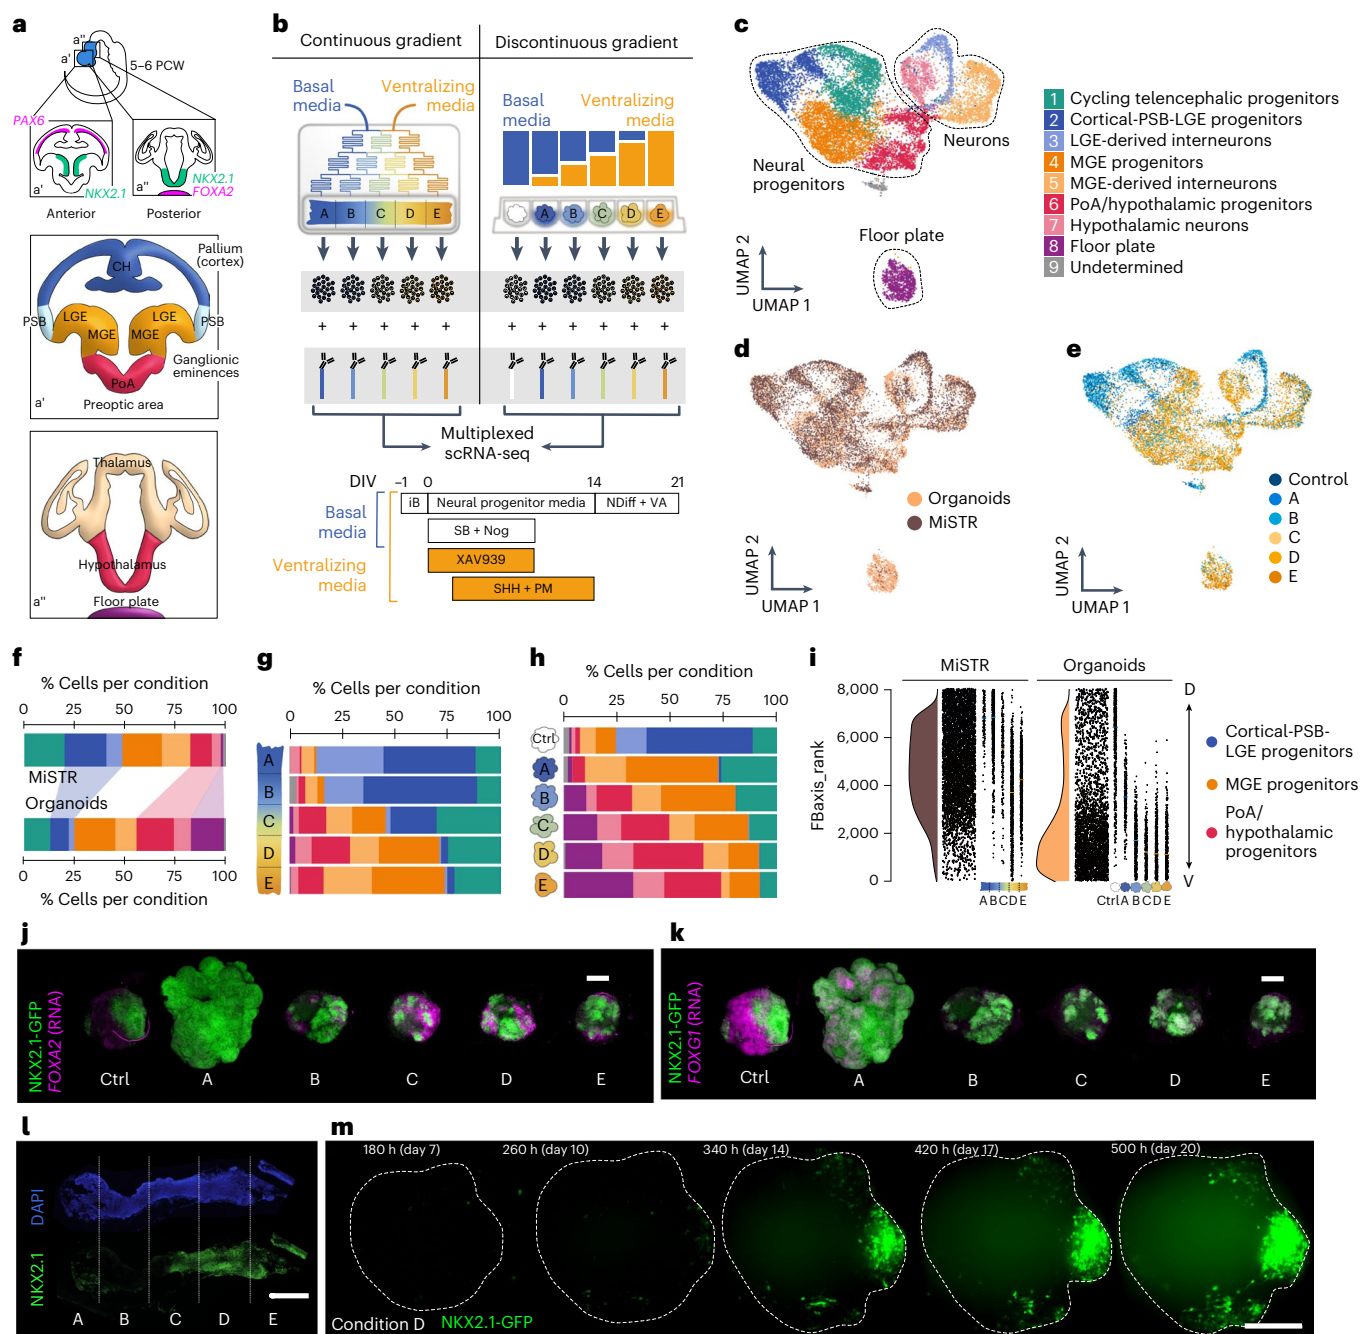 a
a"
a'
5–6 PCW
PAX6
NKX2.1
a'
NKX2.1
FOXA2
a"
Anterior
Posterior
Pallium
(cortex)
CH
PSB
LGE
LGE
PSB
MGE
MGE
Ganglionic
eminences
PoA
a'
Preoptic area
Thalamus
Hypothalamus
a"
Floor plate
b
Continuous gradient
Discontinuous gradient
Basal
media
Ventralizing
media
Basal
media
Ventralizing
media
A B C D E
A B C D E
+ + + + +
+ + + + + +
Multiplexed
scRNA-seq
DIV –1 0 14 21
Basal
media
iB
Neural progenitor media
NDiff + VA
SB + Nog
Ventralizing
media
XAV939
SHH + PM
c
Neural
progenitors
Neurons
Floor plate
UMAP 2
UMAP 1
1 Cycling telencephalic progenitors
2 Cortical-PSB-LGE progenitors
3 LGE-derived interneurons
4 MGE progenitors
5 MGE-derived interneurons
6 PoA/hypothalamic progenitors
7 Hypothalamic neurons
8 Floor plate
9 Undetermined
d
Organoids
MiSTR
UMAP 2
UMAP 1
e
Control
A
B
C
D
E
UMAP 2
UMAP 1
f
% Cells per condition
0 25 50 75 100
MiSTR
Organoids
0 25 50 75 100
% Cells per condition
g
% Cells per condition
0 25 50 75 100
A
B
C
D
E
h
% Cells per condition
0 25 50 75 100
Ctrl
A
B
C
D
E
i
MiSTR
Organoids
FBaxis_rank
8,000
6,000
4,000
2,000
0
A B C D E
Ctrl A B C D E
D
V
Cortical-PSB-
LGE progenitors
MGE progenitors
PoA/
hypothalamic
progenitors
j
NKX2.1-GFP
FOXA2 (RNA)
Ctrl A B C D E
k
NKX2.1-GFP
FOXG1 (RNA)
Ctrl A B C D E
l
DAPI
NKX2.1
A B C D E
m
180 h (day 7)
260 h (day 10)
340 h (day 14)
420 h (day 17)
500 h (day 20)
Condition D
NKX2.1-GFP